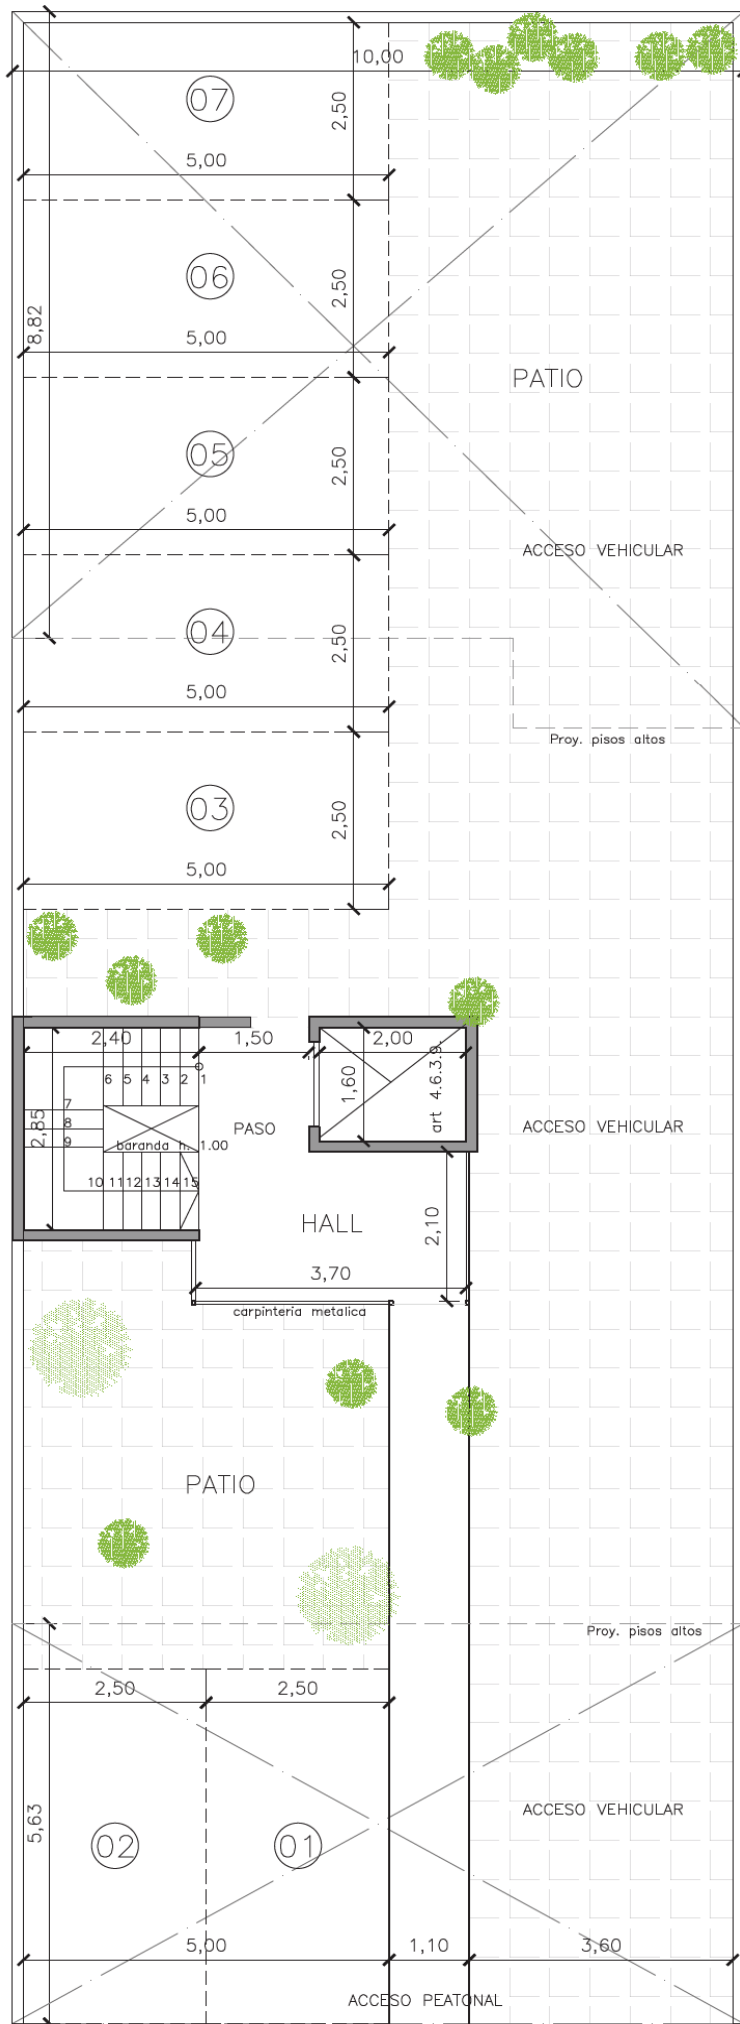 10,00
07
2,50
5,00
06
2,50
8,82
5,00
PATIO
05
2,50
5,00
ACCESO VEHICULAR
04
2,50
5,00
Proy. pisos altos
03
2,50
5,00
2,40
1,50
2,00
6 5 4 3 2 1
1,60
art 4.6.3.9.
7
8
9
2,85
baranda h. 1.00
PASO
ACCESO VEHICULAR
10 11 12 13 14 15
HALL
2,10
3,70
carpinteria metalica
PATIO
Proy. pisos altos
2,50
2,50
5,63
ACCESO VEHICULAR
02
01
5,00
1,10
3,60
ACCESO PEATONAL